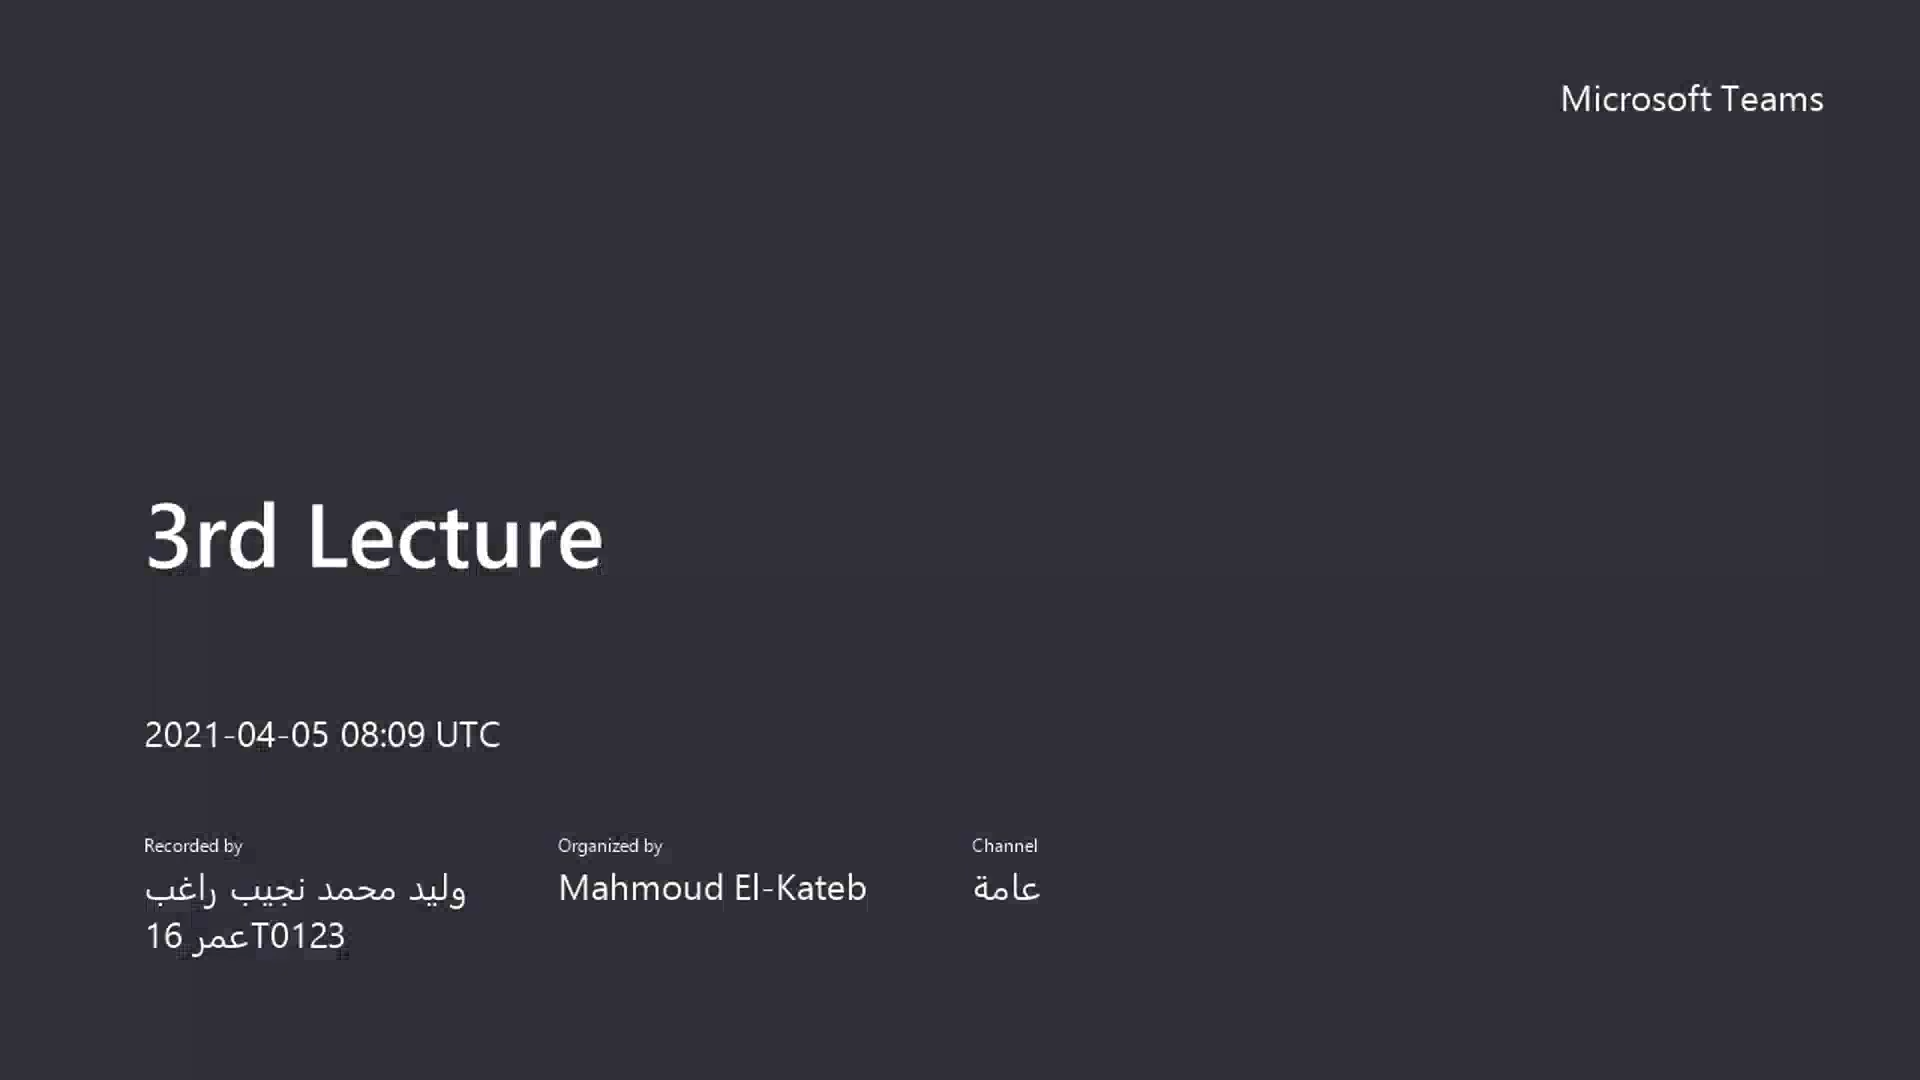 Microsoft Teams
3rd Lecture
2021-04-05 08:09 UTC
Recorded by
وليد محمد نجيب راغب
16 عمرT0123
Organized by
Mahmoud El-Kateb
Channel
عامة